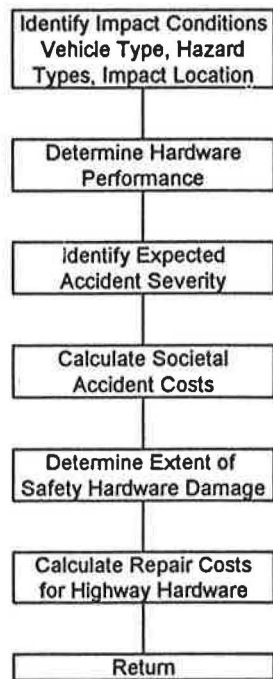 Identify Impact Conditions
Vehicle Type, Hazard
Types, Impact Location
Determine Hardware
Performance
Identify Expected
Accident Severity
Calculate Societal
Accident Costs
Determine Extent of
Safety Hardware Damage
Calculate Repair Costs
for Highway Hardware
Return